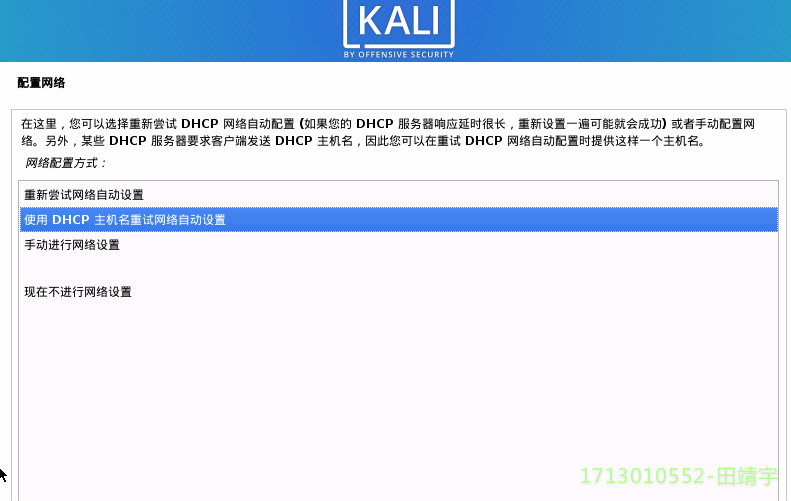 KALI
BY OFFENSIVE SECURITY
配置网络
在这里，您可以选择重新尝试 DHCP 网络自动配置 (如果您的 DHCP 服务器响应延时很长，重新设置一遍可能就会成功) 或者手动配置网
络。另外，某些 DHCP 服务器要求客户端发送 DHCP 主机名，因此您可以在重试 DHCP 网络自动配置时提供这样一个主机名。
网络配置方式：
重新尝试网络自动设置
使用 DHCP 主机名重试网络自动设置
手动进行网络设置
现在不进行网络设置
1713010552-田靖宇